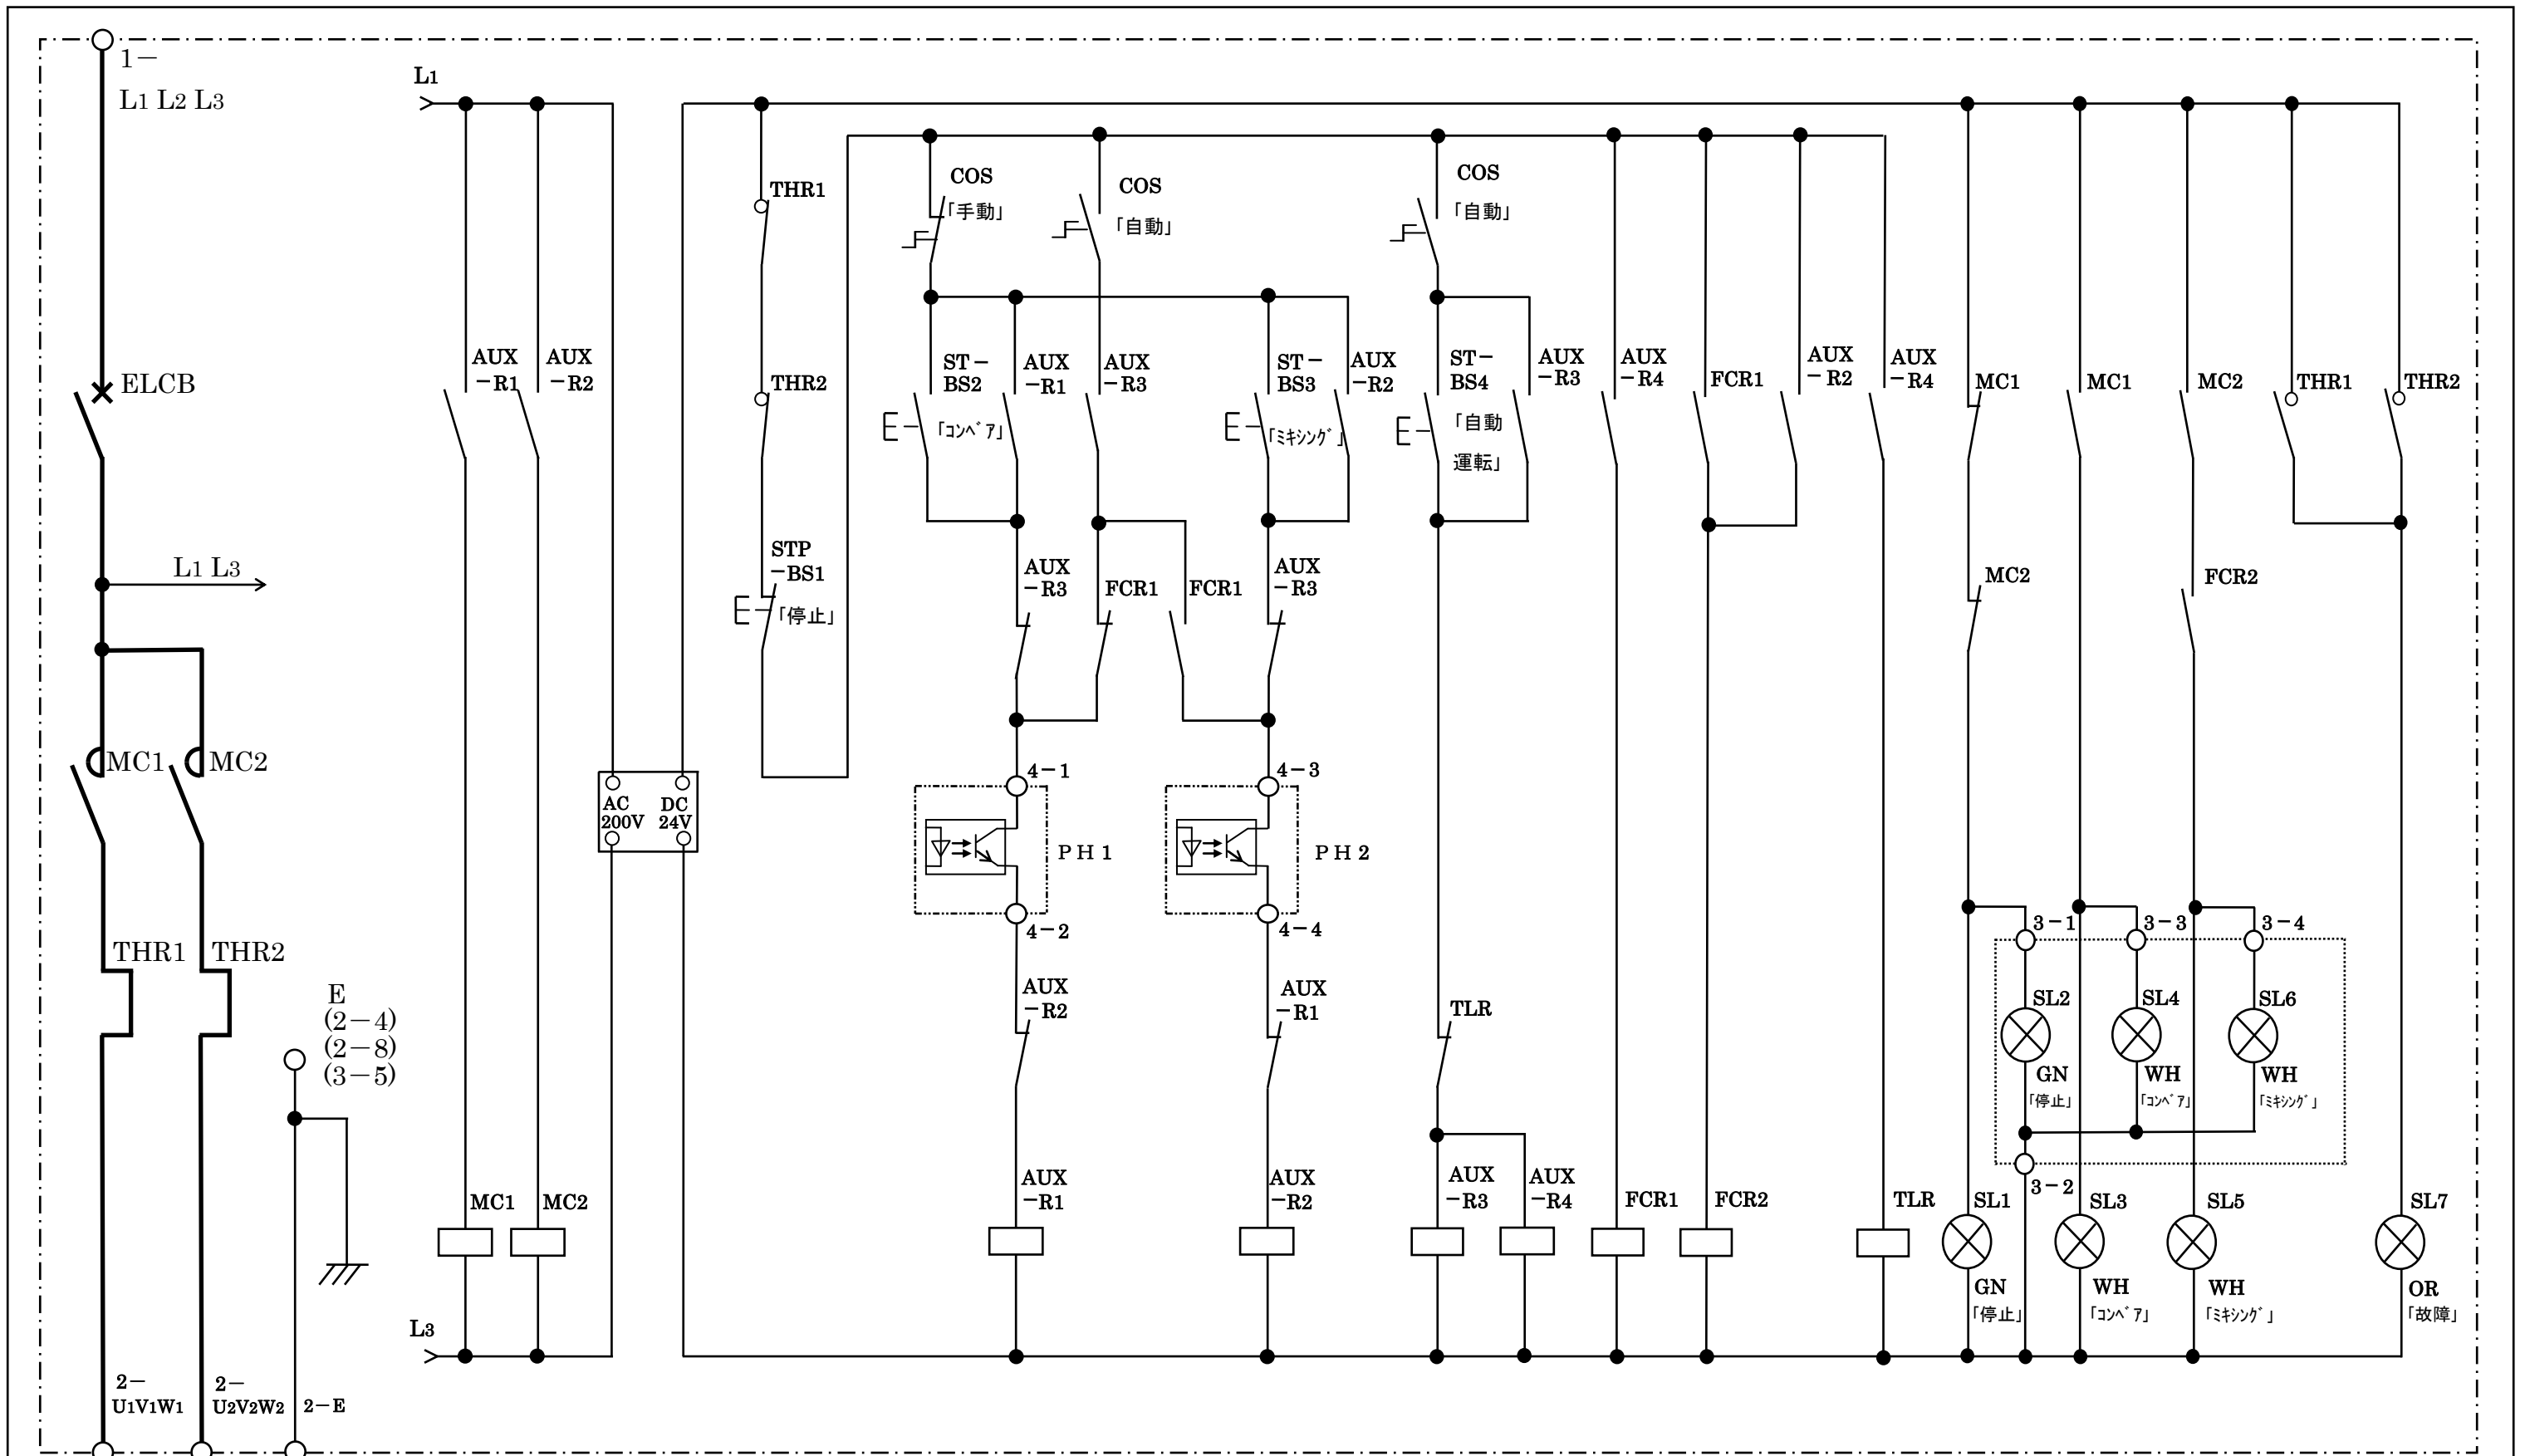 1－
L1 L2 L3
ELCB
L1 L3
MC1
MC2
THR1
THR2
E
(2－4)
(2－8)
(3－5)
2－
U1V1W1
2－
U2V2W2
2－E
L1
AUX
－R1
AUX
－R2
MC1
MC2
L3
AC
200V
DC
24V
THR1
THR2
STP
－BS1
「停止」
COS
「手動」
COS
「自動」
COS
「自動」
ST－
BS2
「ｺﾝﾍﾞｱ」
AUX
－R1
AUX
－R3
ST－
BS3
「ﾐｷｼﾝｸﾞ」
AUX
－R2
ST－
BS4
「自動
運転」
AUX
－R3
AUX
－R4
FCR1
AUX
－R2
AUX
－R4
MC1
MC1
MC2
THR1
THR2
AUX
－R3
FCR1
FCR1
AUX
－R3
MC2
FCR2
4－1
ＰＨ１
4－2
4－3
ＰＨ２
4－4
AUX
－R2
AUX
－R1
TLR
3－1
3－3
3－4
SL2
GN
「停止」
SL4
WH
「ｺﾝﾍﾞｱ」
SL6
WH
「ﾐｷｼﾝｸﾞ」
3－2
AUX
－R1
AUX
－R2
AUX
－R3
AUX
－R4
FCR1
FCR2
TLR
SL1
GN
「停止」
SL3
WH
「ｺﾝﾍﾞｱ」
SL5
WH
「ﾐｷｼﾝｸﾞ」
SL7
OR
「故障」